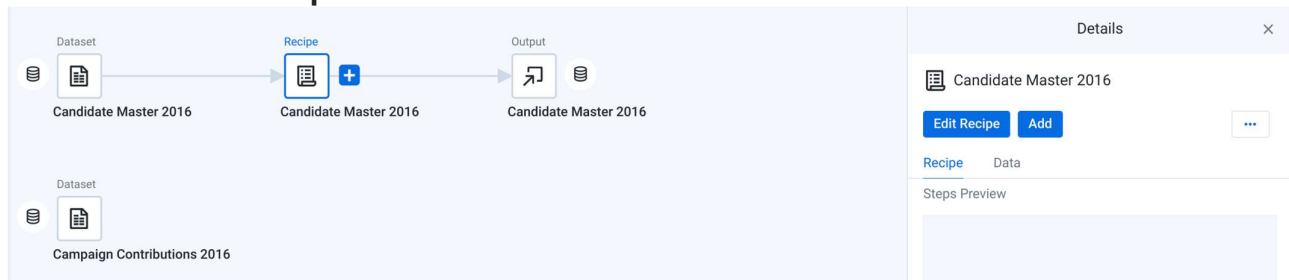 Dataset
Recipe
Output
Candidate Master 2016
Candidate Master 2016
Candidate Master 2016
Dataset
Campaign Contributions 2016
Details
Candidate Master 2016
Edit Recipe
Add
Recipe
Data
Steps Preview